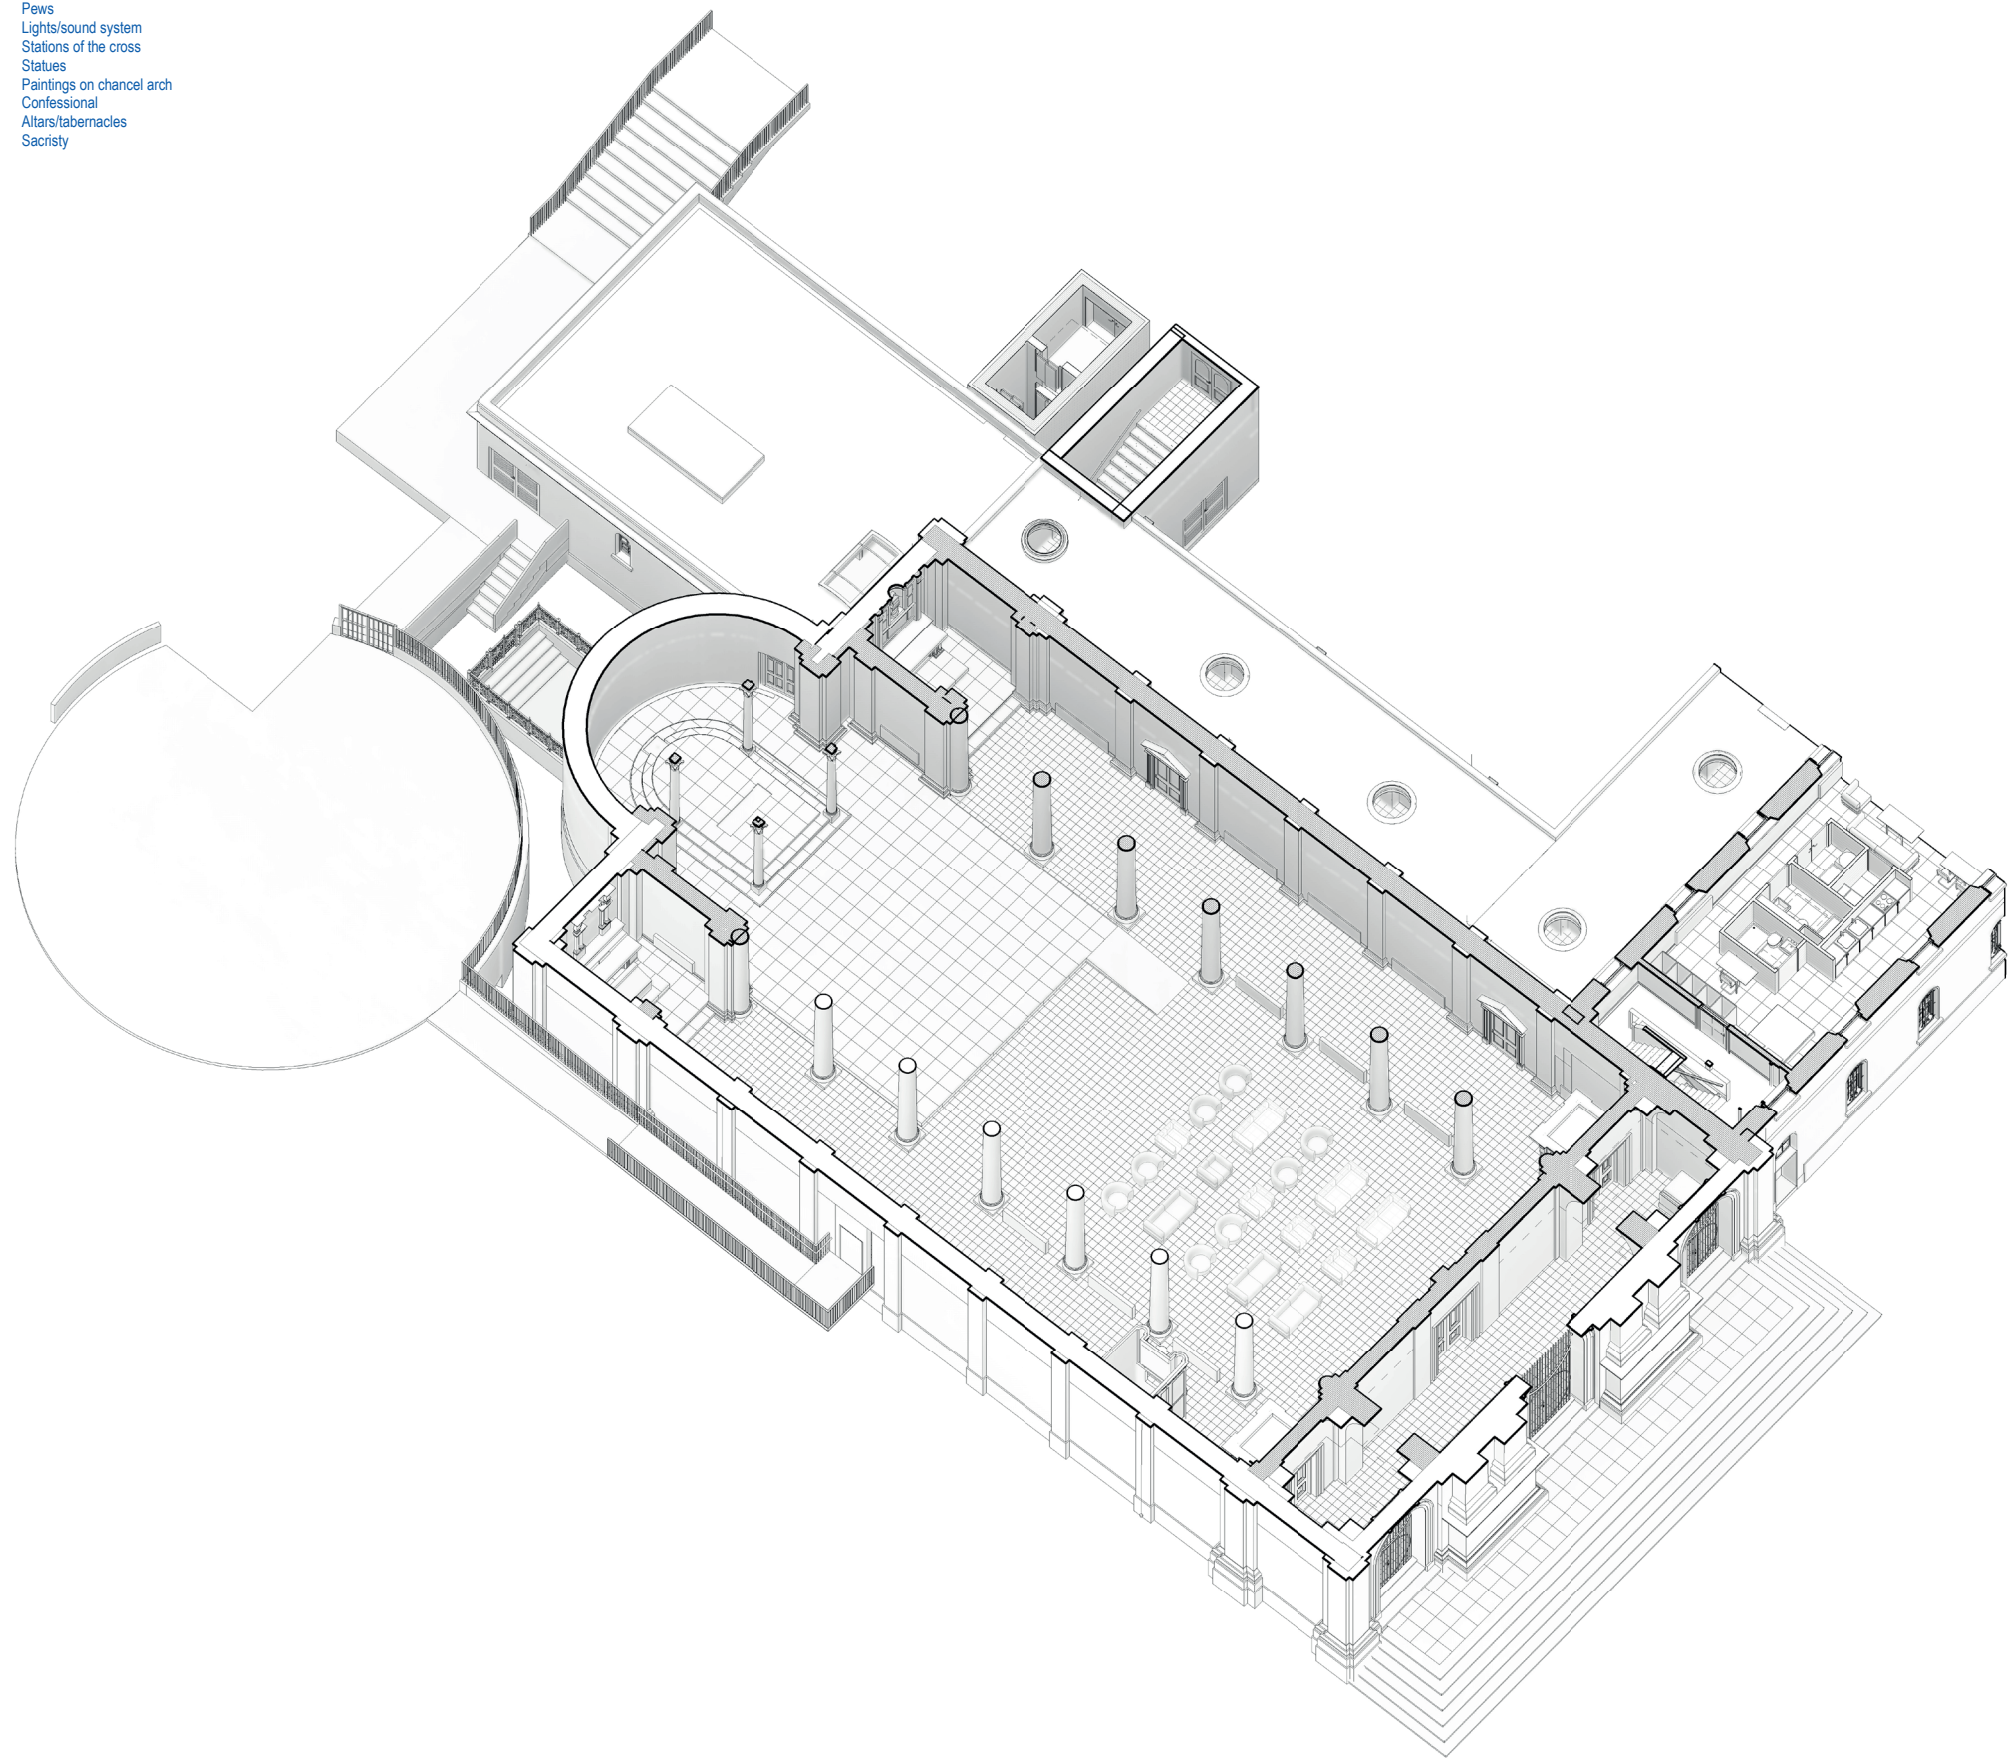 Pews
Lights/sound system
Stations of the cross
Statues
Paintings on chancel arch
Confessional
Altars/tabernacles
Sacristy